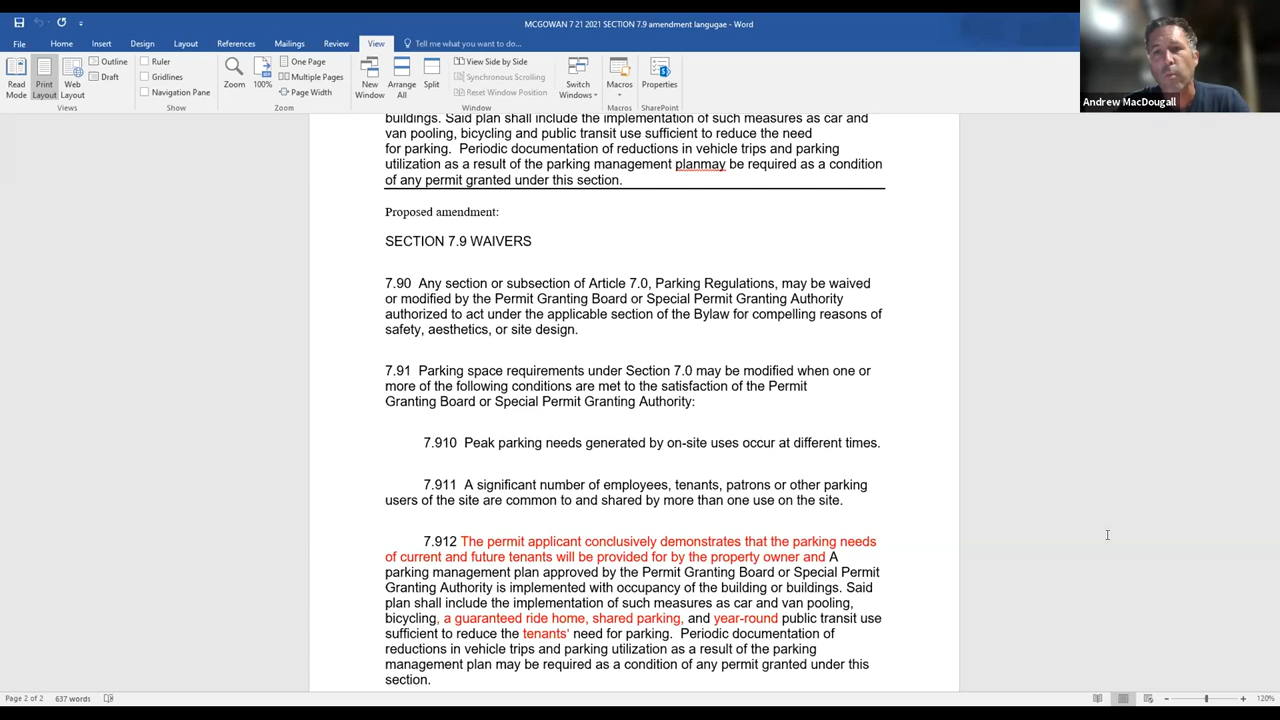 MCGOWAN 7 21 2021 SECTION 7.9 amendment langugae - Word
File Home Insert Design Layout References Mailings Review View Tell me what you want to do...
Read Mode
Print Layout
Web Layout
Outline
Draft
Views
Ruler
Gridlines
Navigation Pane
Show
Zoom
100%
One Page
Multiple Pages
Page Width
Zoom
New Window
Arrange All
Split
View Side by Side
Synchronous Scrolling
Reset Window Position
Window
Switch Windows
Macros
Macros
Properties
SharePoint
Andrew MacDougall
buildings. Said plan shall include the implementation of such measures as car and
van pooling, bicycling and public transit use sufficient to reduce the need
for parking. Periodic documentation of reductions in vehicle trips and parking
utilization as a result of the parking management planmay be required as a condition
of any permit granted under this section.
Proposed amendment:
SECTION 7.9 WAIVERS
7.90 Any section or subsection of Article 7.0, Parking Regulations, may be waived
or modified by the Permit Granting Board or Special Permit Granting Authority
authorized to act under the applicable section of the Bylaw for compelling reasons of
safety, aesthetics, or site design.
7.91 Parking space requirements under Section 7.0 may be modified when one or
more of the following conditions are met to the satisfaction of the Permit
Granting Board or Special Permit Granting Authority:
7.910 Peak parking needs generated by on-site uses occur at different times.
7.911 A significant number of employees, tenants, patrons or other parking
users of the site are common to and shared by more than one use on the site.
7.912 The permit applicant conclusively demonstrates that the parking needs
of current and future tenants will be provided for by the property owner and A
parking management plan approved by the Permit Granting Board or Special Permit
Granting Authority is implemented with occupancy of the building or buildings. Said
plan shall include the implementation of such measures as car and van pooling,
bicycling, a guaranteed ride home, shared parking, and year-round public transit use
sufficient to reduce the tenants' need for parking. Periodic documentation of
reductions in vehicle trips and parking utilization as a result of the parking
management plan may be required as a condition of any permit granted under this
section.
Page 2 of 2 637 words
120%